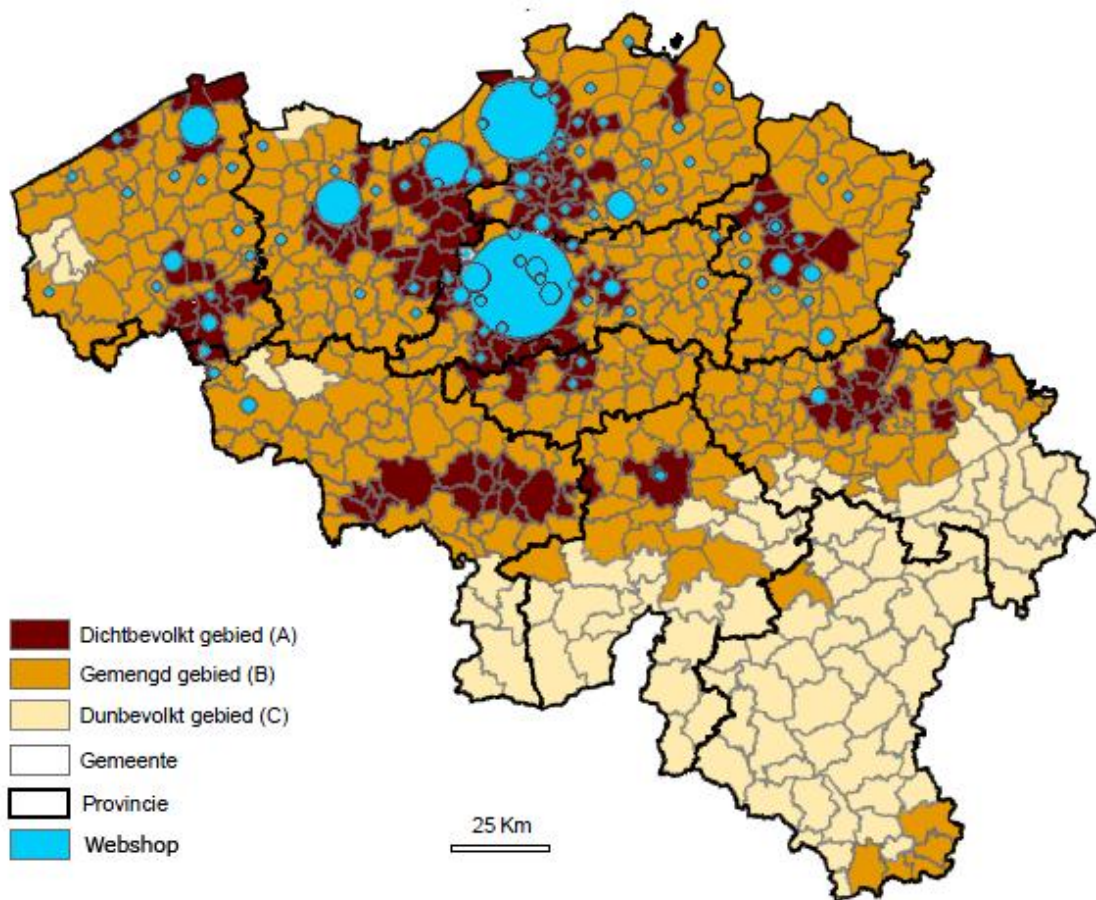 Dichtbevolkt gebied (A)
Gemengd gebied (B)
Dunbevolkt gebied (C)
Gemeente
Provincie
Webshop
25 Km